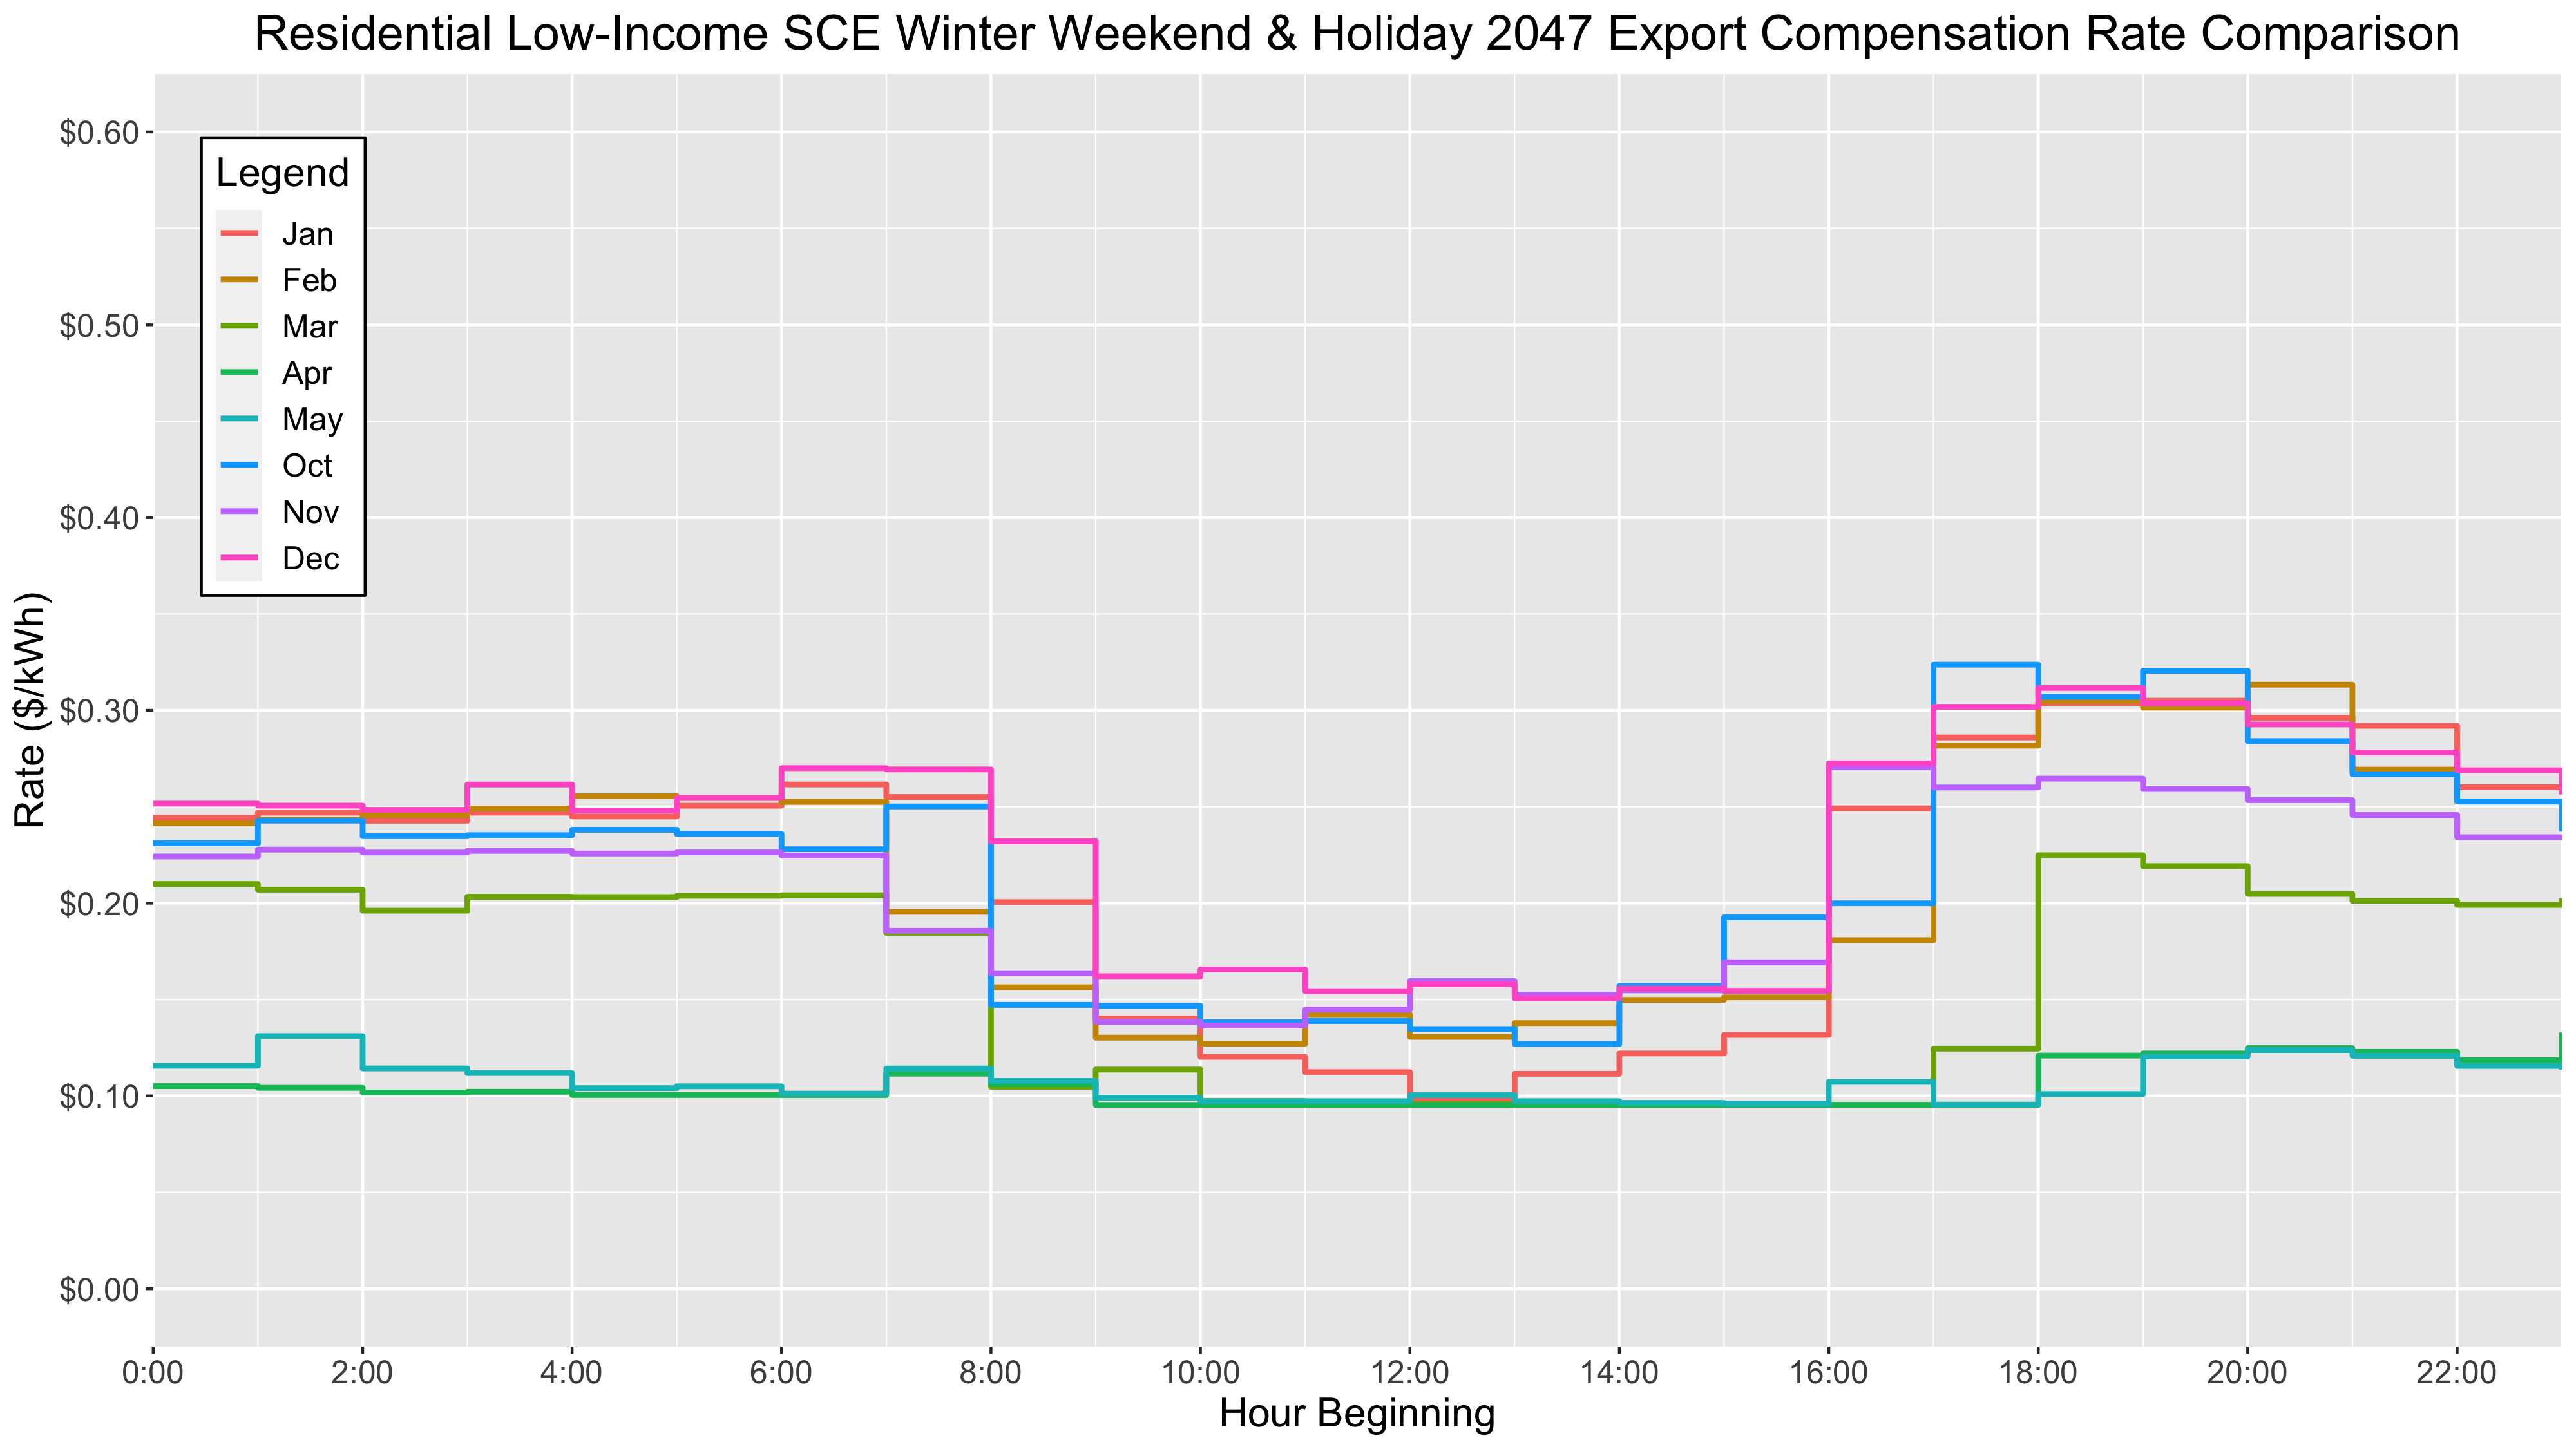 Residential Low-Income SCE Winter Weekend & Holiday 2047 Export Compensation Rate Comparison
$0.60
$0.50
$0.40
$0.30
$0.20
$0.10
$0.00
Rate ($/kWh)
Legend
Jan
Feb
Mar
Apr
May
Oct
Nov
Dec
0:00 2:00 4:00 6:00 8:00 10:00 12:00 14:00 16:00 18:00 20:00 22:00
Hour Beginning